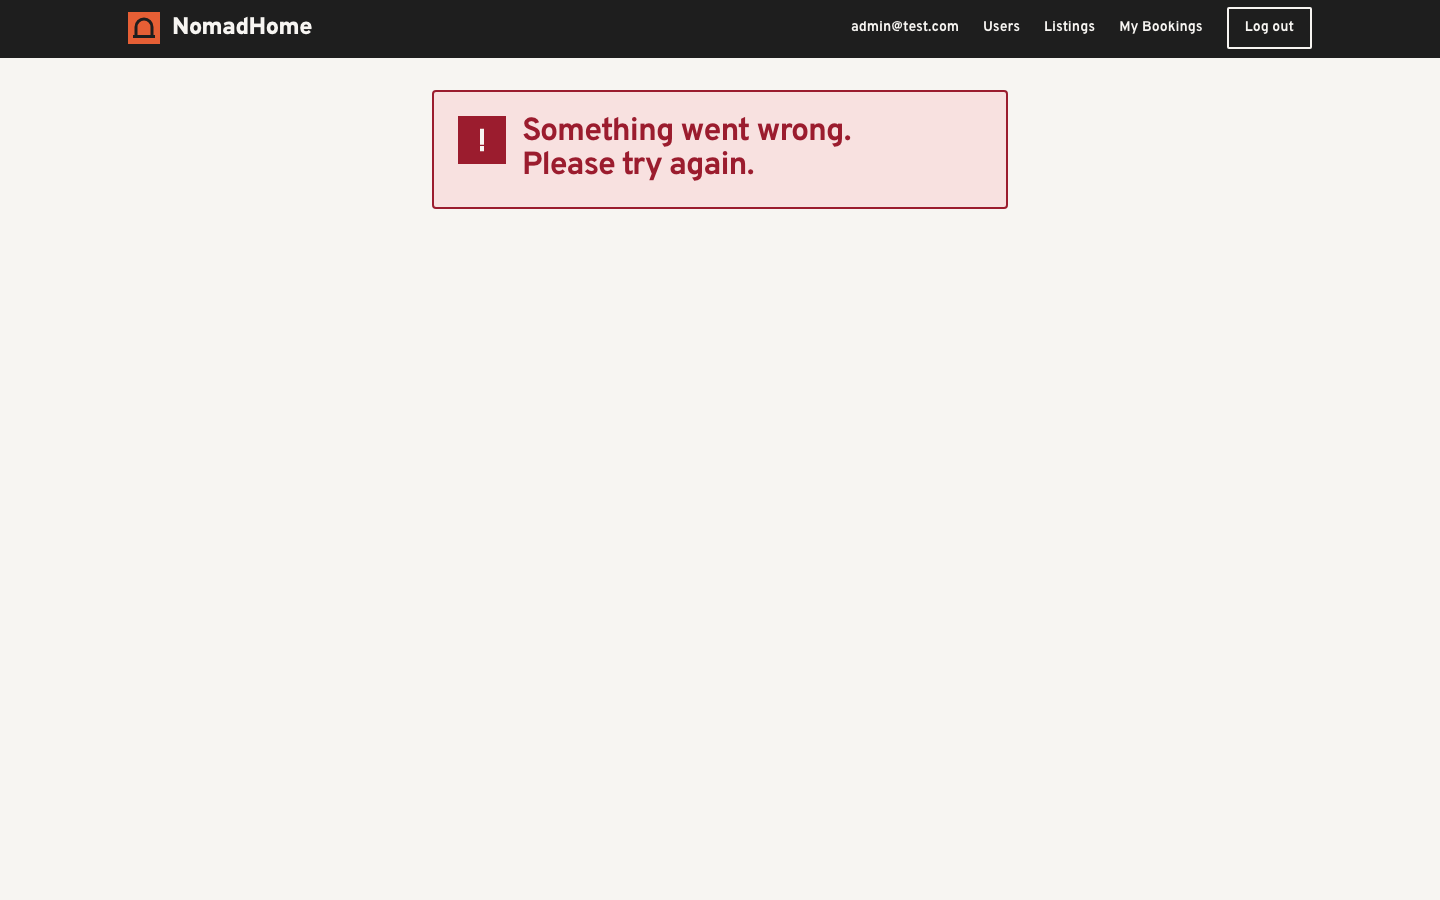 NomadHome
admin@test.com Users Listings My Bookings Log out
!
Something went wrong.
Please try again.